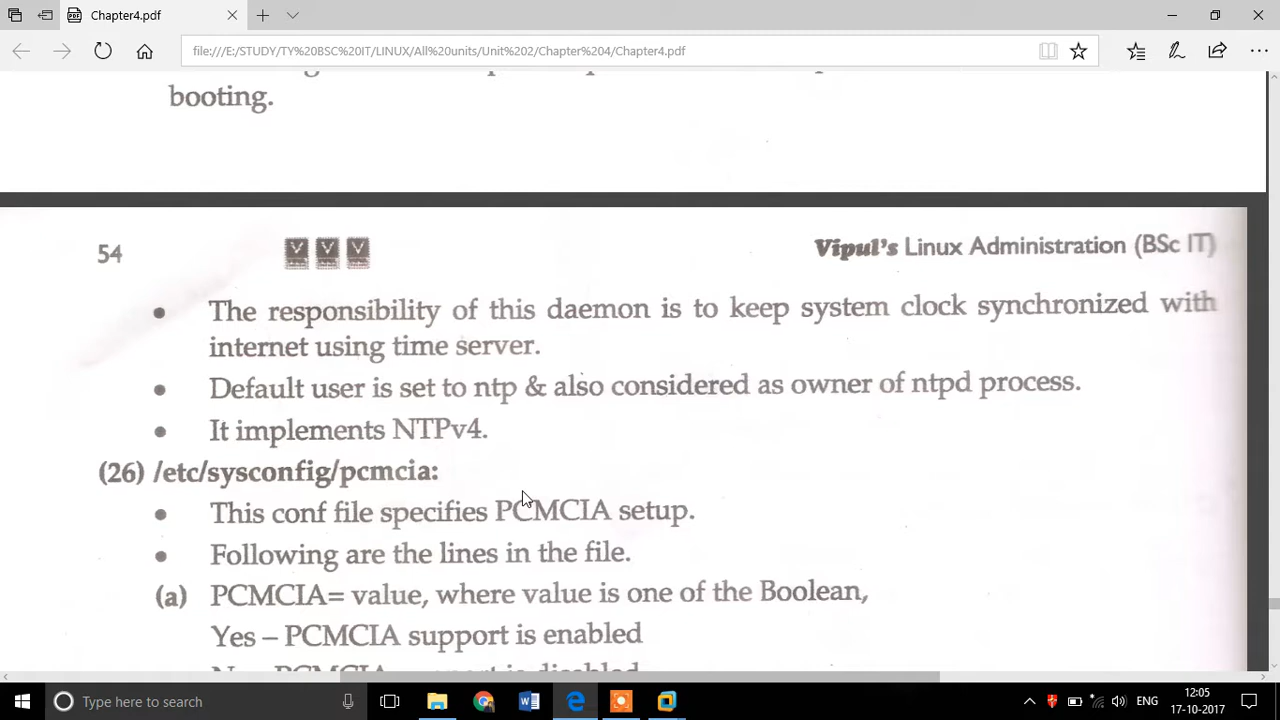 Chapter4.pdf
file:///E:/STUDY/TY%20BSC%20IT/LINUX/All%20units/Unit%202/Chapter%204/Chapter4.pdf
booting.
54 Vipul's Linux Administration (BSc IT)
• The responsibility of this daemon is to keep system clock synchronized with
internet using time server.
• Default user is set to ntp & also considered as owner of ntpd process.
• It implements NTPv4.
(26) /etc/sysconfig/pcmcia:
• This conf file specifies PCMCIA setup.
• Following are the lines in the file.
(a) PCMCIA= value, where value is one of the Boolean,
Yes – PCMCIA support is enabled
No – PCMCIA support is disabled
Type here to search
ENG
12:05
17-10-2017